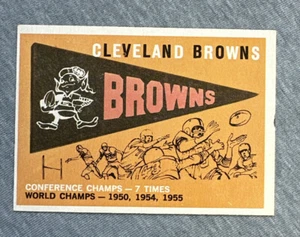 CLEVELAND BROWNS
BROWNS
CONFERENCE CHAMPS — 7 TIMES
WORLD CHAMPS — 1950, 1954, 1955